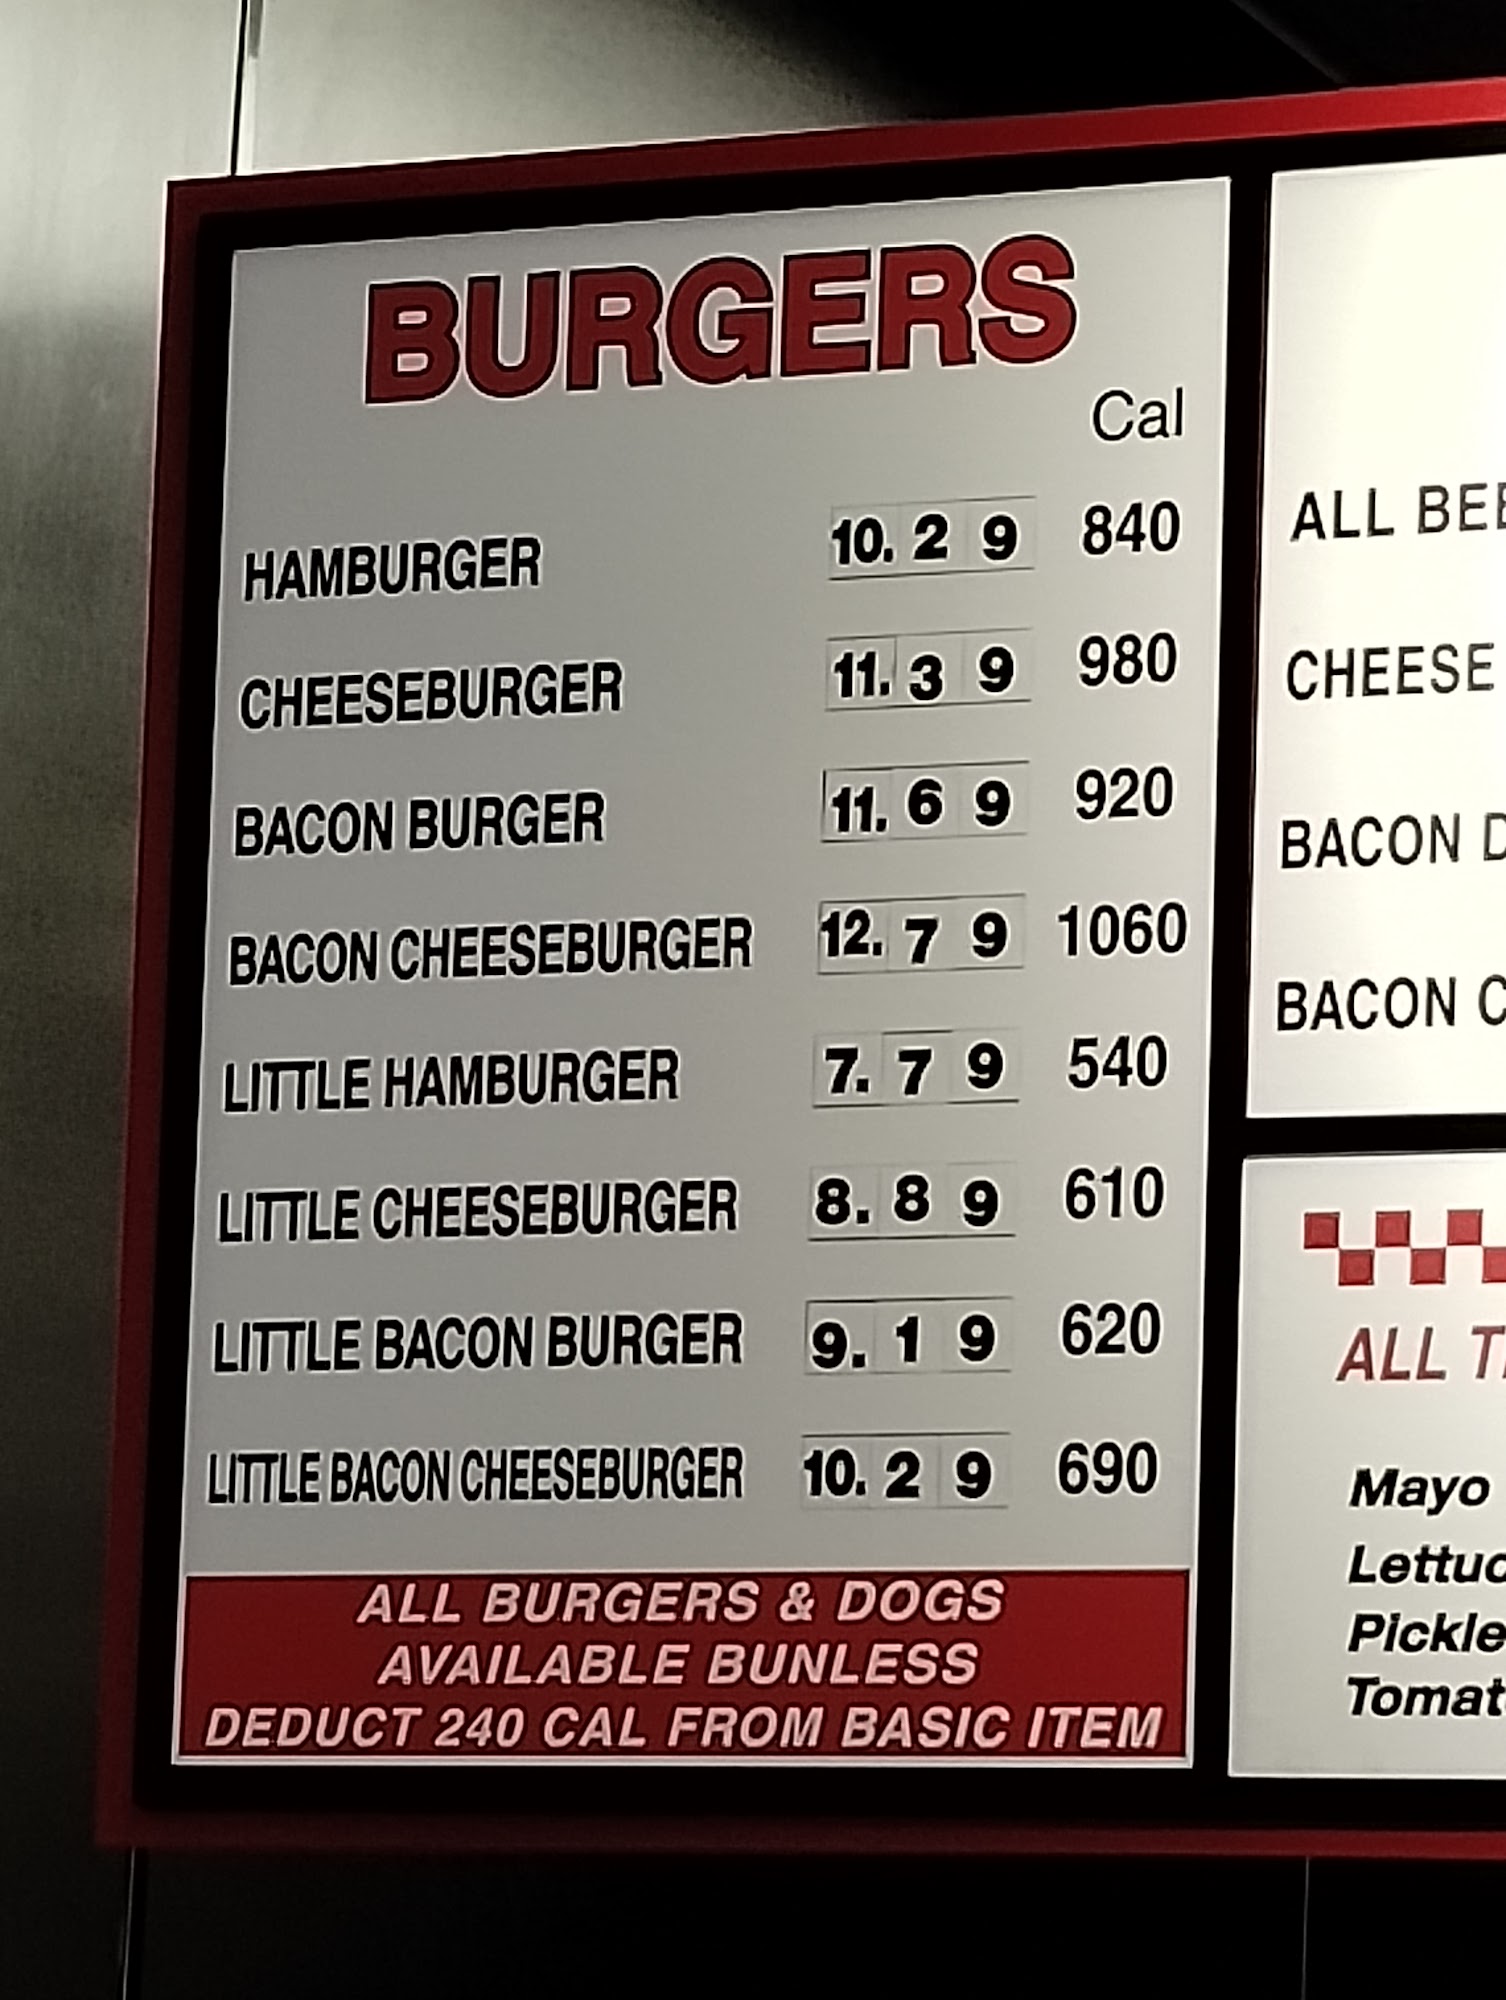 BURGERS
Cal
HAMBURGER 10.29 840
CHEESEBURGER 11.39 980
BACON BURGER 11.69 920
BACON CHEESEBURGER 12.79 1060
LITTLE HAMBURGER 7.79 540
LITTLE CHEESEBURGER 8.89 610
LITTLE BACON BURGER 9.19 620
LITTLE BACON CHEESEBURGER 10.29 690
ALL BURGERS & DOGS
AVAILABLE BUNLESS
DEDUCT 240 CAL FROM BASIC ITEM
ALL
CHEESE
BACON
BACON
ALL
Mayo